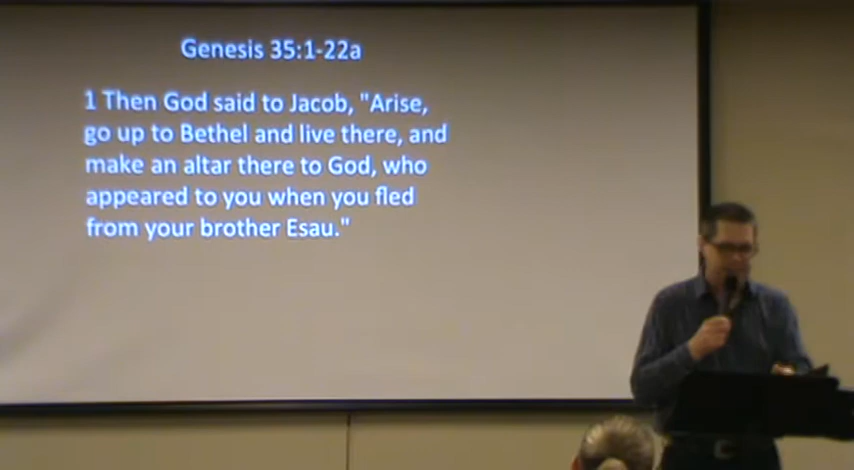 Genesis 35:1-22a
1 Then God said to Jacob, "Arise,
go up to Bethel and live there, and
make an altar there to God, who
appeared to you when you fled
from your brother Esau."